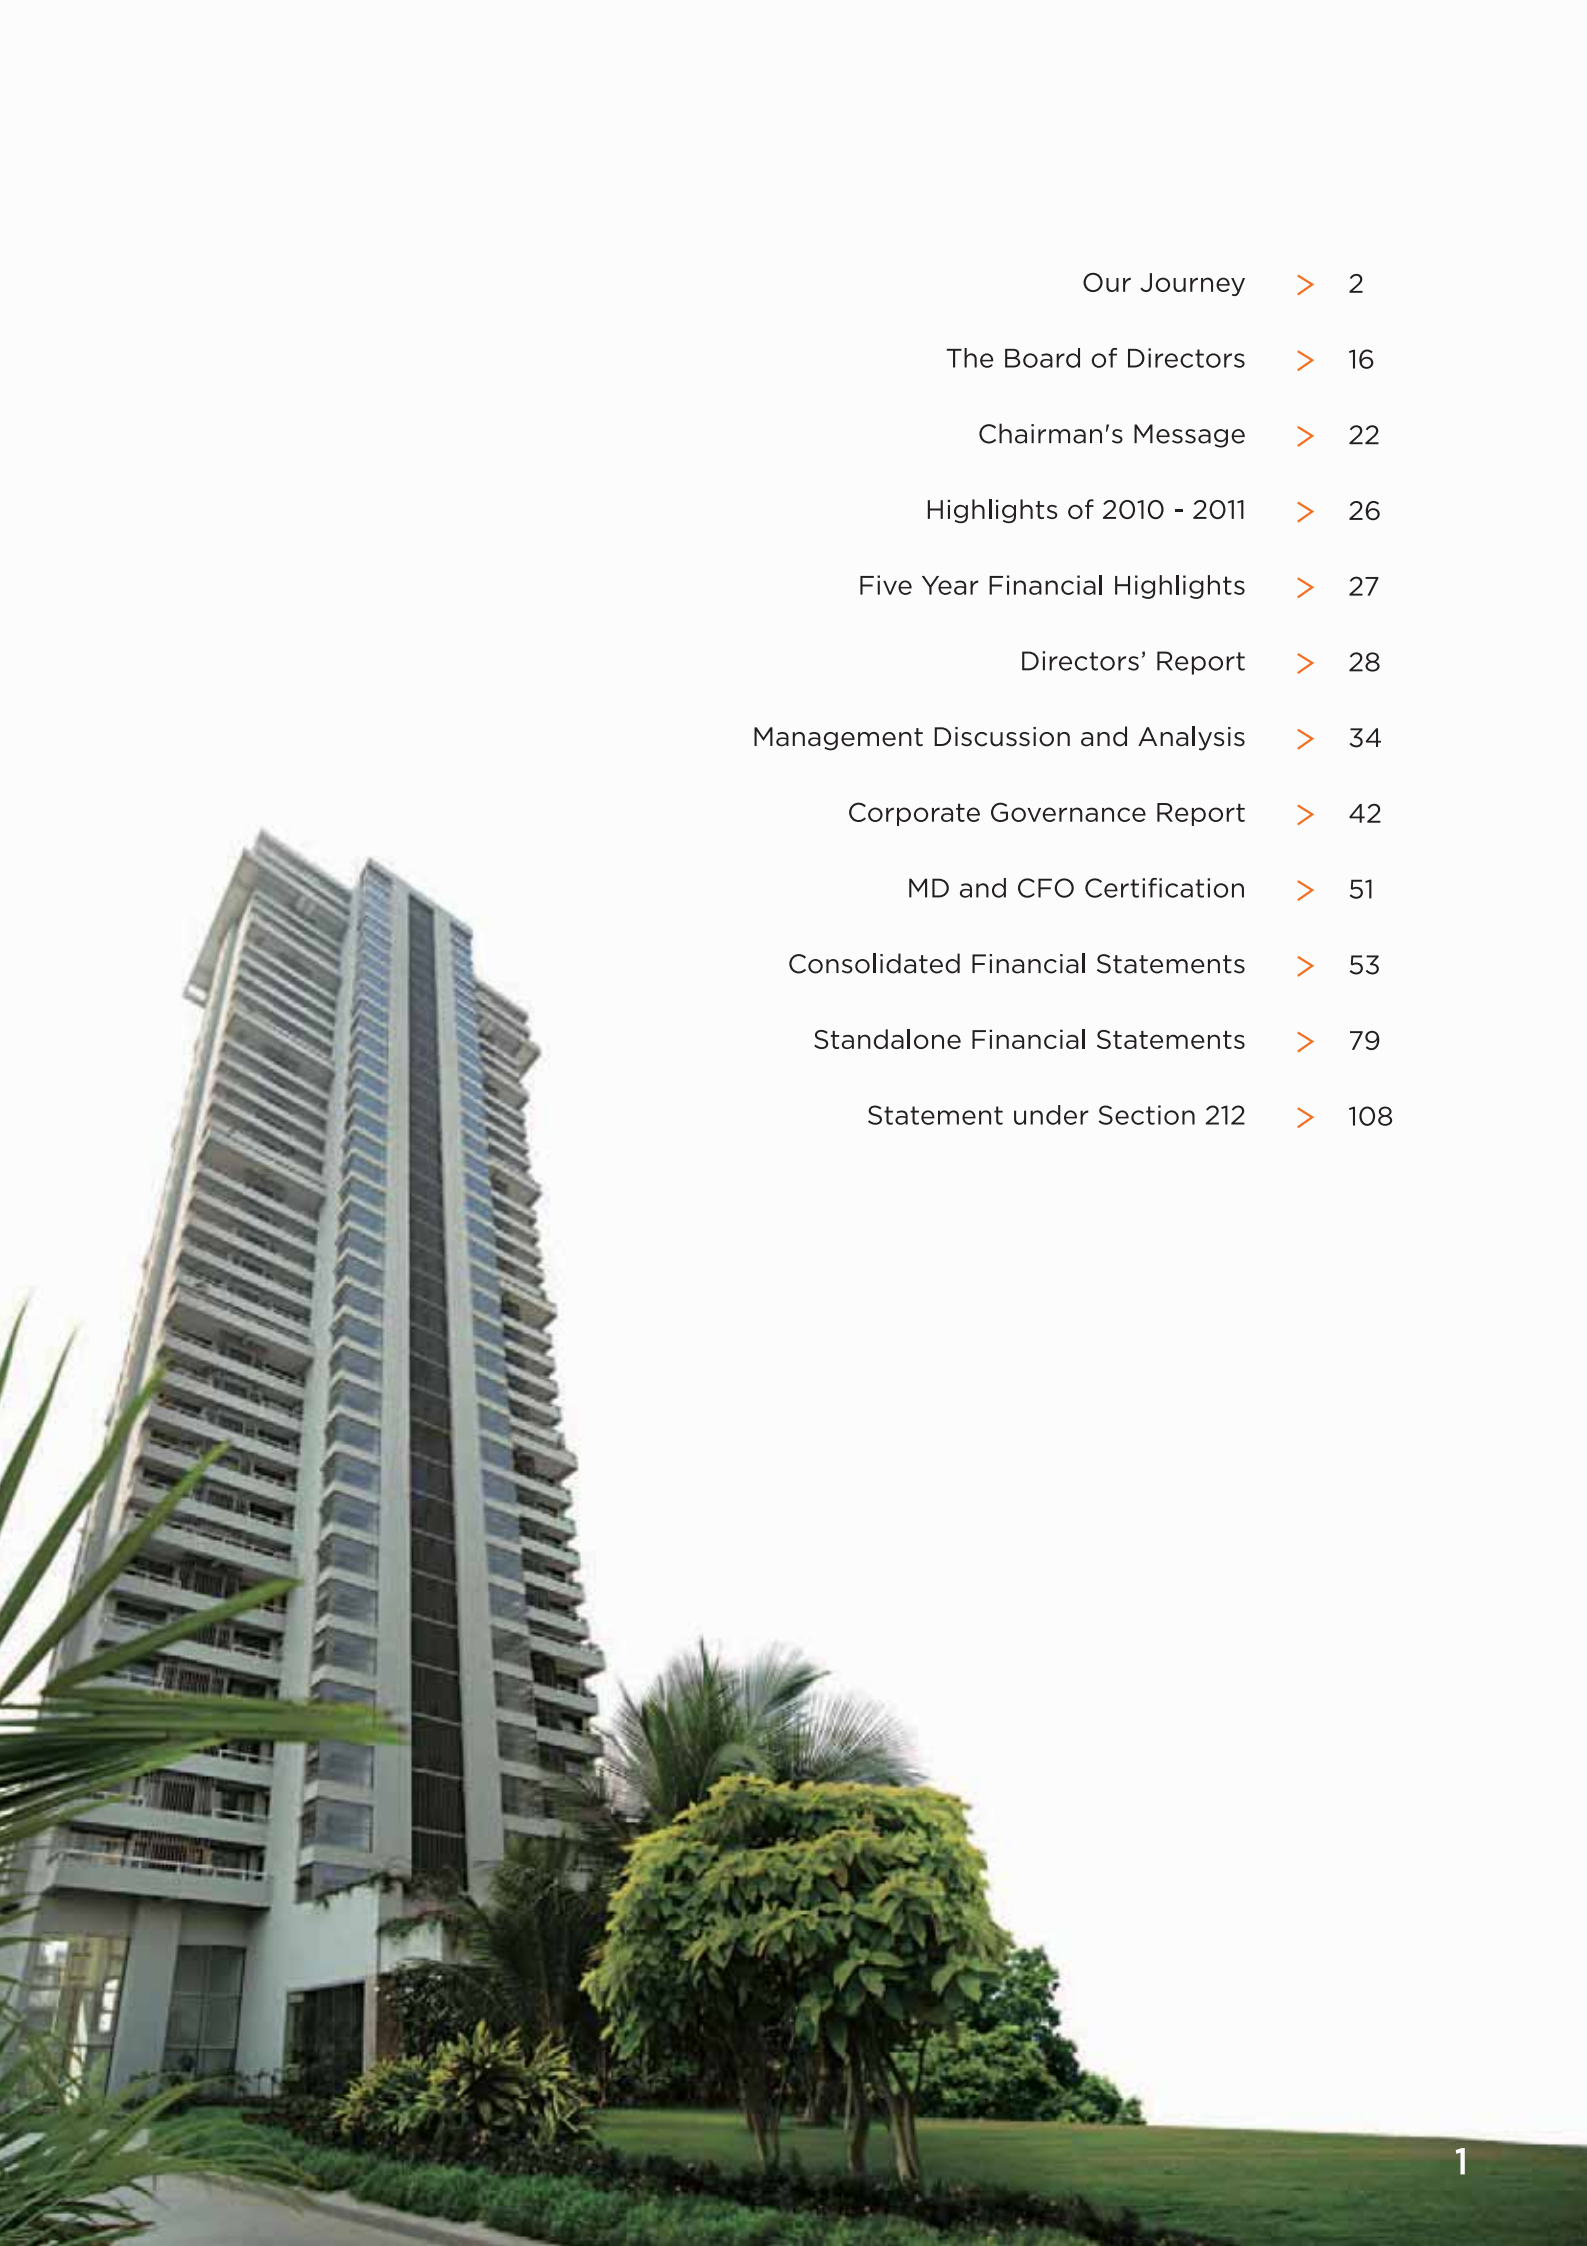 Our Journey > 2
The Board of Directors > 16
Chairman's Message > 22
Highlights of 2010 - 2011 > 26
Five Year Financial Highlights > 27
Directors’ Report > 28
Management Discussion and Analysis > 34
Corporate Governance Report > 42
MD and CFO Certification > 51
Consolidated Financial Statements > 53
Standalone Financial Statements > 79
Statement under Section 212 > 108
1